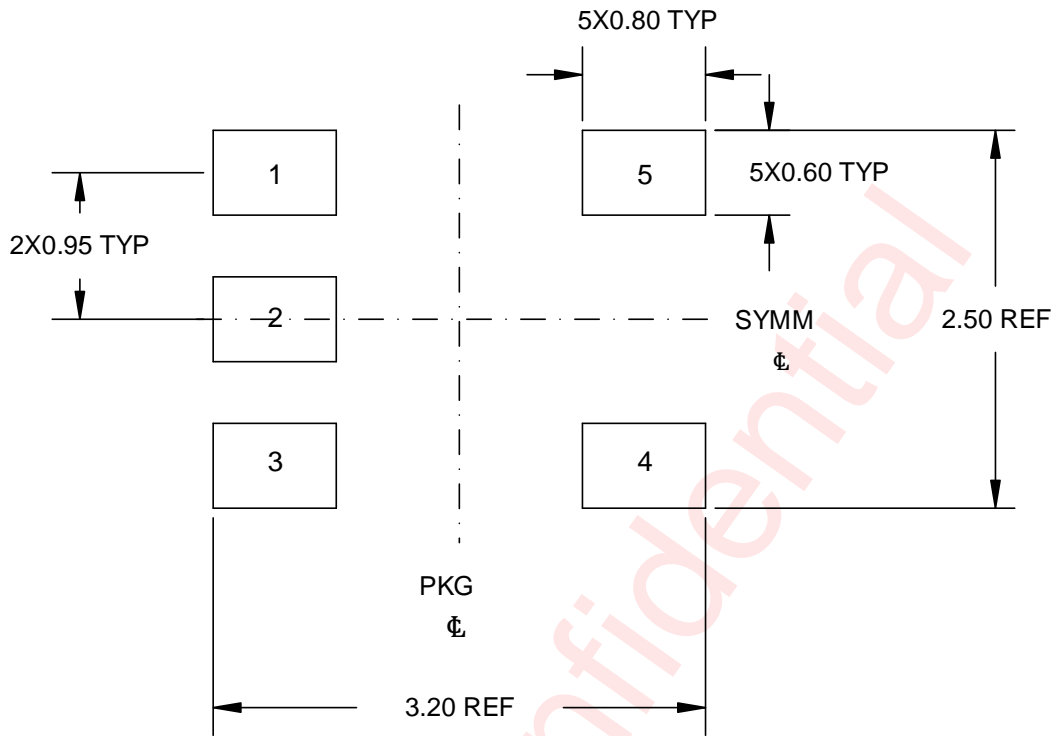 5X0.80 TYP
1
5
5X0.60 TYP
2X0.95 TYP
2
SYMM
℄
2.50 REF
3
4
PKG
℄
3.20 REF
nfidential